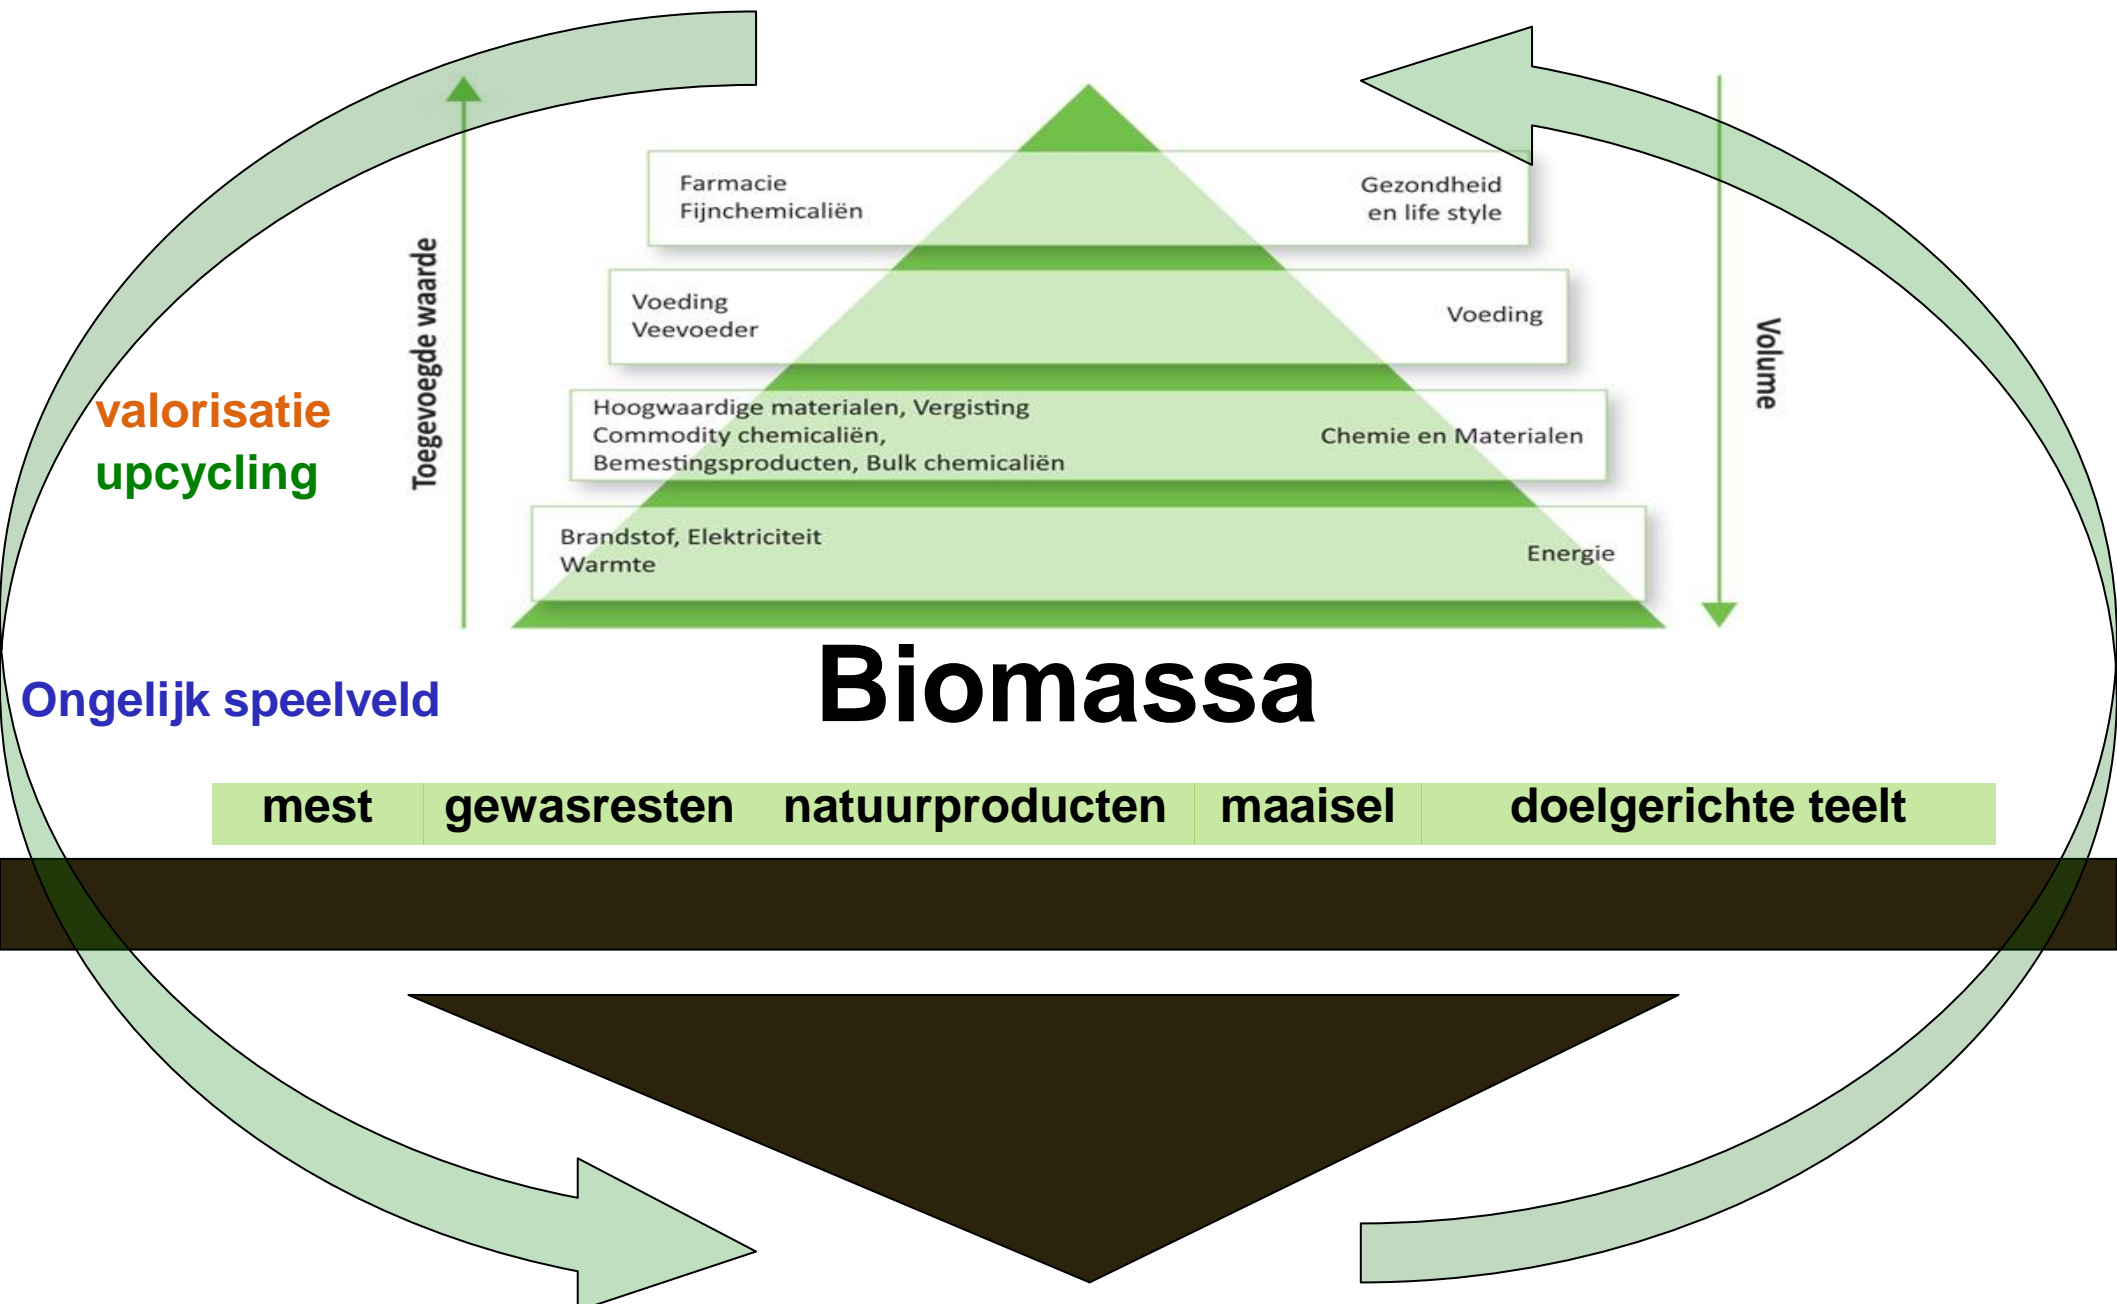 Farmacie
Fijnchemicaliën
Gezondheid
en life style
Toegevoegde waarde
Voeding
Veevoeder
Voeding
Volume
valorisatie
upcycling
Hoogwaardige materialen, Vergisting
Commodity chemicaliën,
Bemestingsproducten, Bulk chemicaliën
Chemie en Materialen
Brandstof, Elektriciteit
Warmte
Energie
Biomassa
Ongelijk speelveld
mest gewasresten natuurproducten maaisel doelgerichte teelt